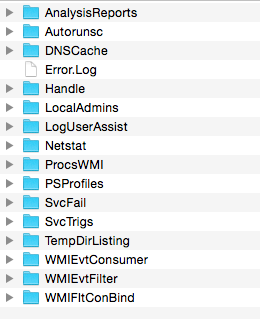 AnalysisReports
Autorunsc
DNSCache
Error.Log
Handle
LocalAdmins
LogUserAssist
Netstat
ProcsWMI
PSProfiles
SvcFail
SvcTrigs
TempDirListing
WMIEvtConsumer
WMIEvtFilter
WMIFltConBind